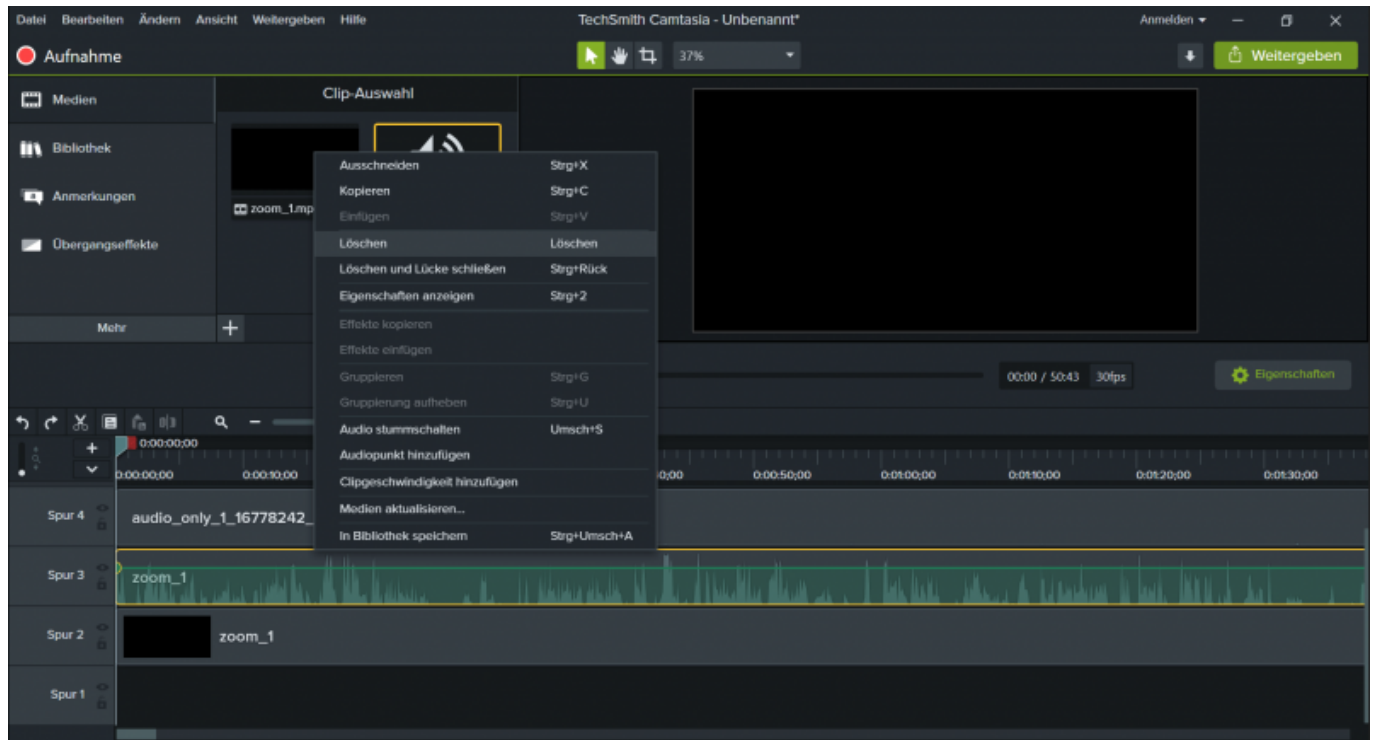 Datei Bearbeiten Ändern Ansicht Weitergeben Hilfe TechSmith Camtasia - Unbenannt* Anmelden
Aufnahme 37% Weitergeben
Medien
Bibliothek
Anmerkungen
Übergangseffekte
Mehr
Clip-Auswahl
zoom_1.mp
Ausschneiden Strg+X
Kopieren Strg+C
Einfügen Strg+V
Löschen Löschen
Löschen und Lücke schließen Strg+Rück
Eigenschaften anzeigen Strg+2
Effekte kopieren
Effekte einfügen
Gruppieren Strg+G
Gruppierung aufheben Strg+U
Audio stummschalten Umsch+S
Audiopunkt hinzufügen
Clipgeschwindigkeit hinzufügen
Medien aktualisieren...
In Bibliothek speichern Strg+Umsch+A
00:00 / 50:43 30fps Eigenschaften
0:00:00;00
0:00:00;00 0:00:10;00 0;00 0:00:50;00 0:01:00;00 0:01:10;00 0:01:20;00 0:01:30;00
Spur 4 audio_only_1_16778242_
Spur 3 zoom_1
Spur 2 zoom_1
Spur 1